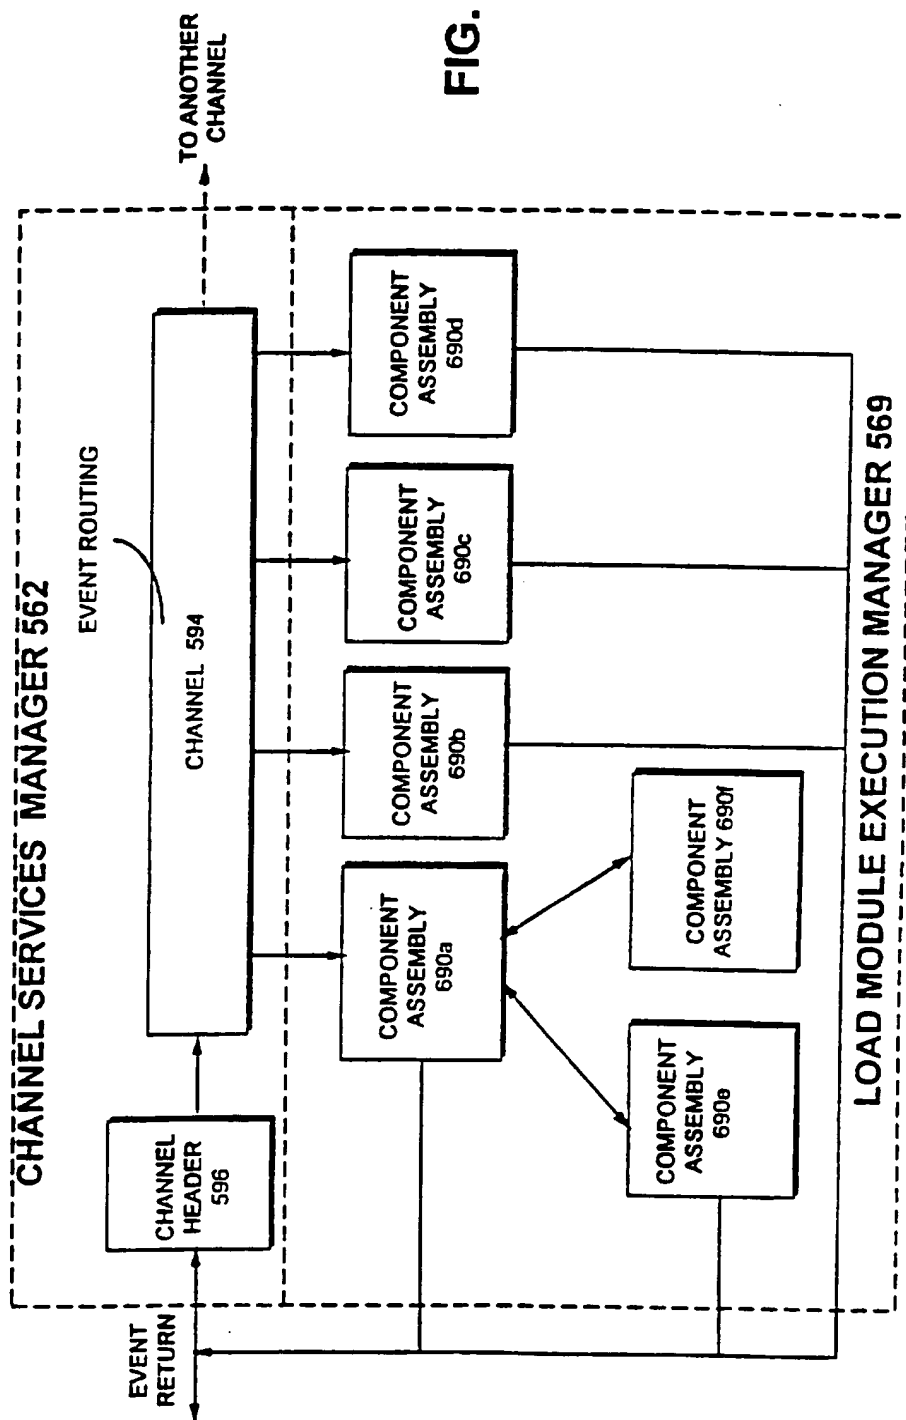 CHANNEL SERVICES MANAGER 562
EVENT ROUTING
TO ANOTHER
CHANNEL
EVENT
RETURN
CHANNEL
HEADER
596
CHANNEL 594
COMPONENT
ASSEMBLY
690a
COMPONENT
ASSEMBLY
690b
COMPONENT
ASSEMBLY
690c
COMPONENT
ASSEMBLY
690d
COMPONENT
ASSEMBLY
690e
COMPONENT
ASSEMBLY 690f
LOAD MODULE EXECUTION MANAGER 569
FIG.